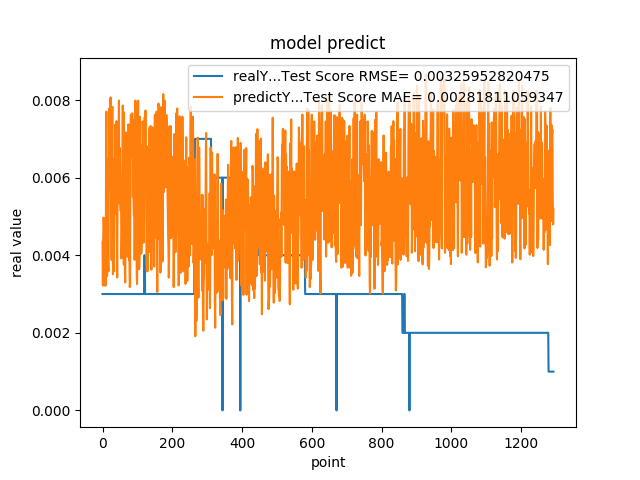 model predict
realY...Test Score RMSE= 0.00325952820475
predictY...Test Score MAE= 0.00281811059347
real value
0.008
0.006
0.004
0.002
0.000
0 200 400 600 800 1000 1200
point